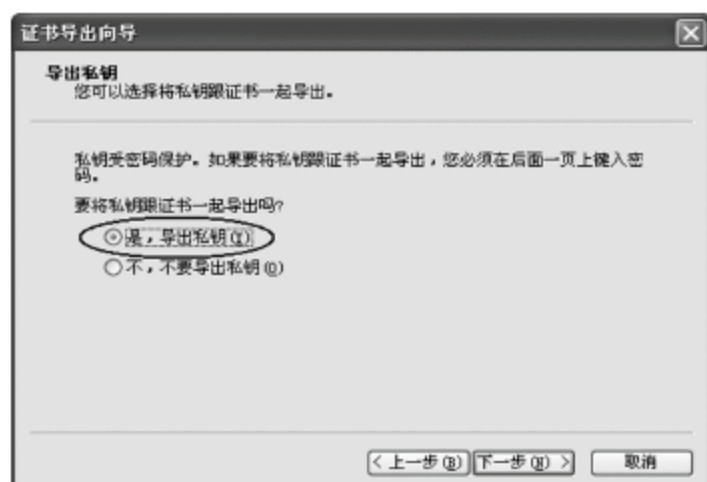 证书导出向导
导出私钥
您可以选择将私钥跟证书一起导出。
私钥受密码保护。如果要将私钥跟证书一起导出，您必须在后面一页上键入密
码。
要将私钥跟证书一起导出吗?
是，导出私钥(Y)
不，不要导出私钥(O)
< 上一步(B) 下一步(N) > 取消